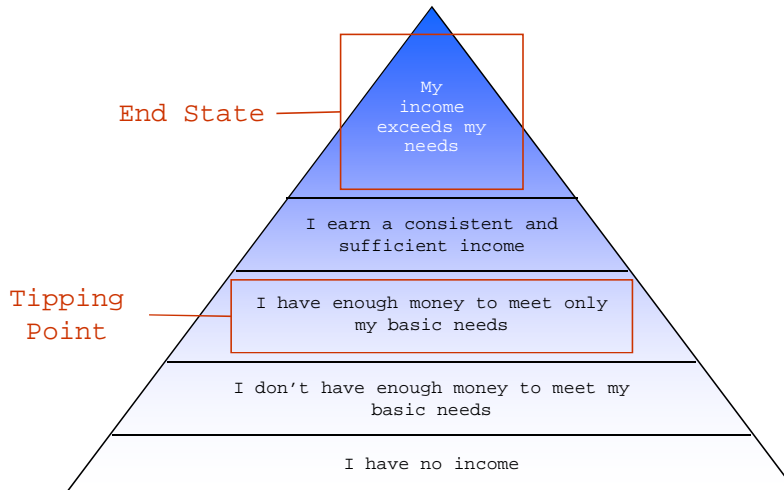 My
income
exceeds my
needs
End State
I earn a consistent and
sufficient income
Tipping
Point
I have enough money to meet only
my basic needs
I don’t have enough money to meet my
basic needs
I have no income